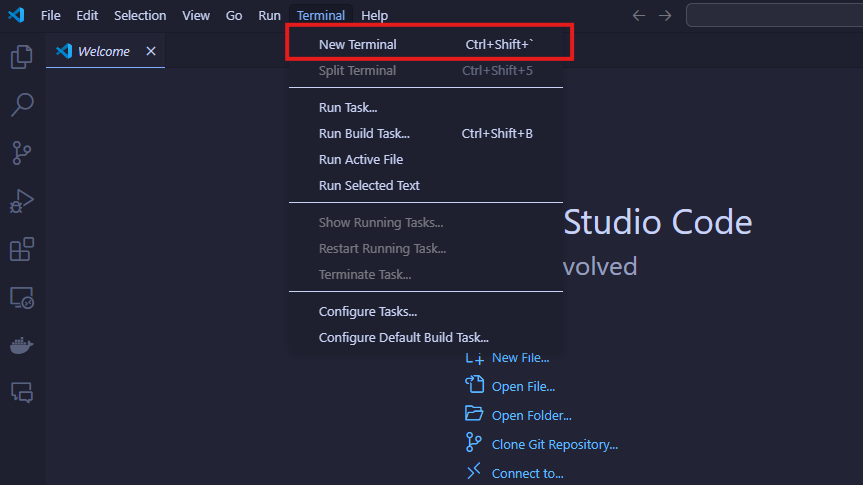 File Edit Selection View Go Run Terminal Help
Welcome
New Terminal Ctrl+Shift+`
Split Terminal Ctrl+Shift+5
Run Task...
Run Build Task... Ctrl+Shift+B
Run Active File
Run Selected Text
Show Running Tasks...
Restart Running Task...
Terminate Task...
Configure Tasks...
Configure Default Build Task...
Studio Code
volved
New File...
Open File...
Open Folder...
Clone Git Repository...
Connect to...